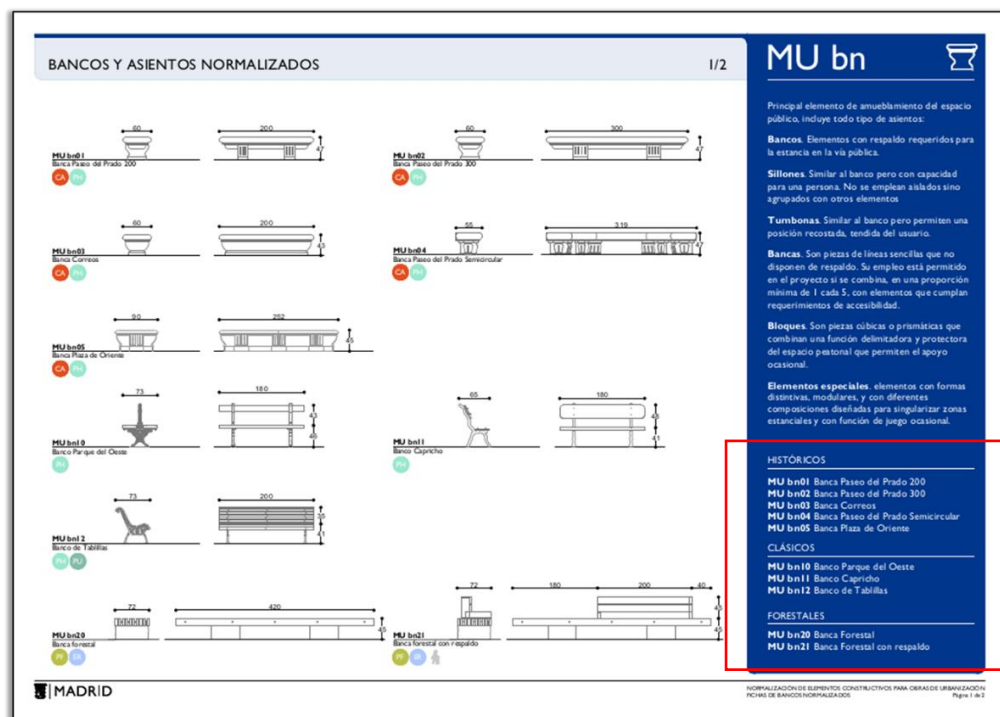 BANCOS Y ASIENTOS NORMALIZADOS 1/2
60 200 47
MU bn01
Banca Paseo del Prado 200
CA PH
60 300 47
MU bn02
Banca Paseo del Prado 300
CA PH
60 200 43
MU bn03
Banca Correos
CA PH
55 319 47
MU bn04
Banca Paseo del Prado Semicircular
CA PH
90 252 45
MU bn05
Banca Plaza de Oriente
CA PH
73 180 43 46
MU bn10
Banco Parque del Oeste
PH
65 180 41
MU bn11
Banco Capricho
PH
73 200 35 41
MU bn12
Banco de Tablillas
PH PU
72 420 45
MU bn20
Banca forestal
PF ER
72 180 200 40 45 45
MU bn21
Banca forestal con respaldo
PF ER
MU bn
Principal elemento de amueblamiento del espacio
público, incluye todo tipo de asientos:
Bancos. Elementos con respaldo requeridos para
la estancia en la vía pública.
Sillones. Similar al banco pero con capacidad
para una persona. No se emplean aislados sino
agrupados con otros elementos
Tumbonas. Similar al banco pero permiten una
posición recostada, tendida del usuario.
Bancas. Son piezas de líneas sencillas que no
disponen de respaldo. Su empleo está permitido
en el proyecto si se combina, en una proporción
mínima de 1 cada 5, con elementos que cumplan
requerimientos de accesibilidad.
Bloques. Son piezas cúbicas o prismáticas que
combinan una función delimitadora y protectora
del espacio peatonal que permiten el apoyo
ocasional.
Elementos especiales. elementos con formas
distintivas, modulares, y con diferentes
composiciones diseñadas para singularizar zonas
estanciales y con función de juego ocasional.
HISTÓRICOS
MU bn01 Banca Paseo del Prado 200
MU bn02 Banca Paseo del Prado 300
MU bn03 Banca Correos
MU bn04 Banca Paseo del Prado Semicircular
MU bn05 Banca Plaza de Oriente
CLÁSICOS
MU bn10 Banco Parque del Oeste
MU bn11 Banco Capricho
MU bn12 Banco de Tablillas
FORESTALES
MU bn20 Banca Forestal
MU bn21 Banca Forestal con respaldo
MADRID
NORMALIZACIÓN DE ELEMENTOS CONSTRUCTIVOS PARA OBRAS DE URBANIZACIÓN
FICHAS DE BANCOS NORMALIZADOS Página 1 de 2